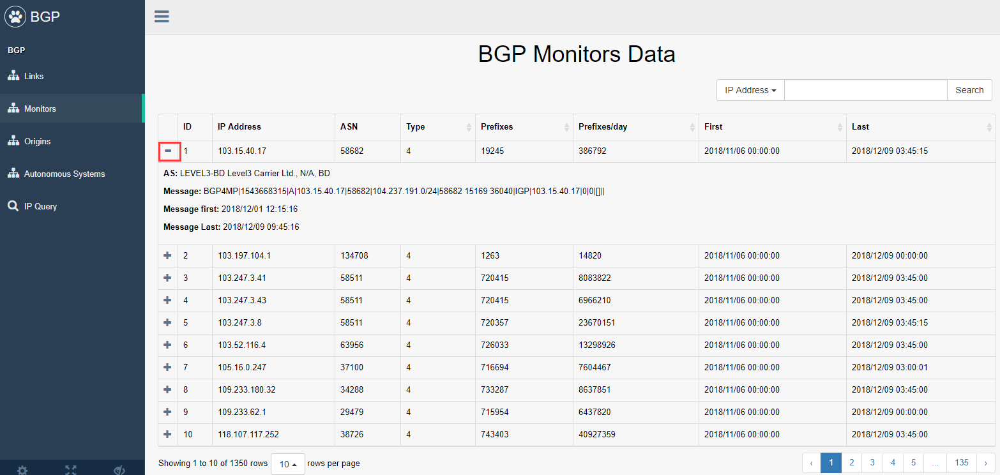 BGP
BGP
Links
Monitors
Origins
Autonomous Systems
IP Query
BGP Monitors Data
IP Address Search
ID IP Address ASN Type Prefixes Prefixes/day First Last
1 103.15.40.17 58682 4 19245 386792 2018/11/06 00:00:00 2018/12/09 03:45:15
AS: LEVEL3-BD Level3 Carrier Ltd., N/A, BD
Message: BGP4MP|1543668315|A|103.15.40.17|58682|104.237.191.0/24|58682 15169 36040|IGP|103.15.40.17|0|0|[]||
Message first: 2018/12/01 12:15:16
Message Last: 2018/12/09 09:45:16
2 103.197.104.1 134708 4 1263 14820 2018/11/06 00:00:00 2018/12/09 00:00:00
3 103.247.3.41 58511 4 720415 8083822 2018/11/06 00:00:00 2018/12/09 03:45:00
4 103.247.3.43 58511 4 720415 6966210 2018/11/06 00:00:00 2018/12/09 03:45:00
5 103.247.3.8 58511 4 720357 23670151 2018/11/06 00:00:00 2018/12/09 03:45:15
6 103.52.116.4 63956 4 726033 13298926 2018/11/06 00:00:00 2018/12/09 03:45:00
7 105.16.0.247 37100 4 716694 7604467 2018/11/06 00:00:00 2018/12/09 03:00:01
8 109.233.180.32 34288 4 733287 8637851 2018/11/06 00:00:00 2018/12/09 03:45:00
9 109.233.62.1 29479 4 715954 6437820 2018/11/06 00:00:00 2018/12/09 00:00:00
10 118.107.117.252 38726 4 743403 40927359 2018/11/06 00:00:00 2018/12/09 03:45:00
Showing 1 to 10 of 1350 rows 10 rows per page ‹ 1 2 3 4 5 ... 135 ›